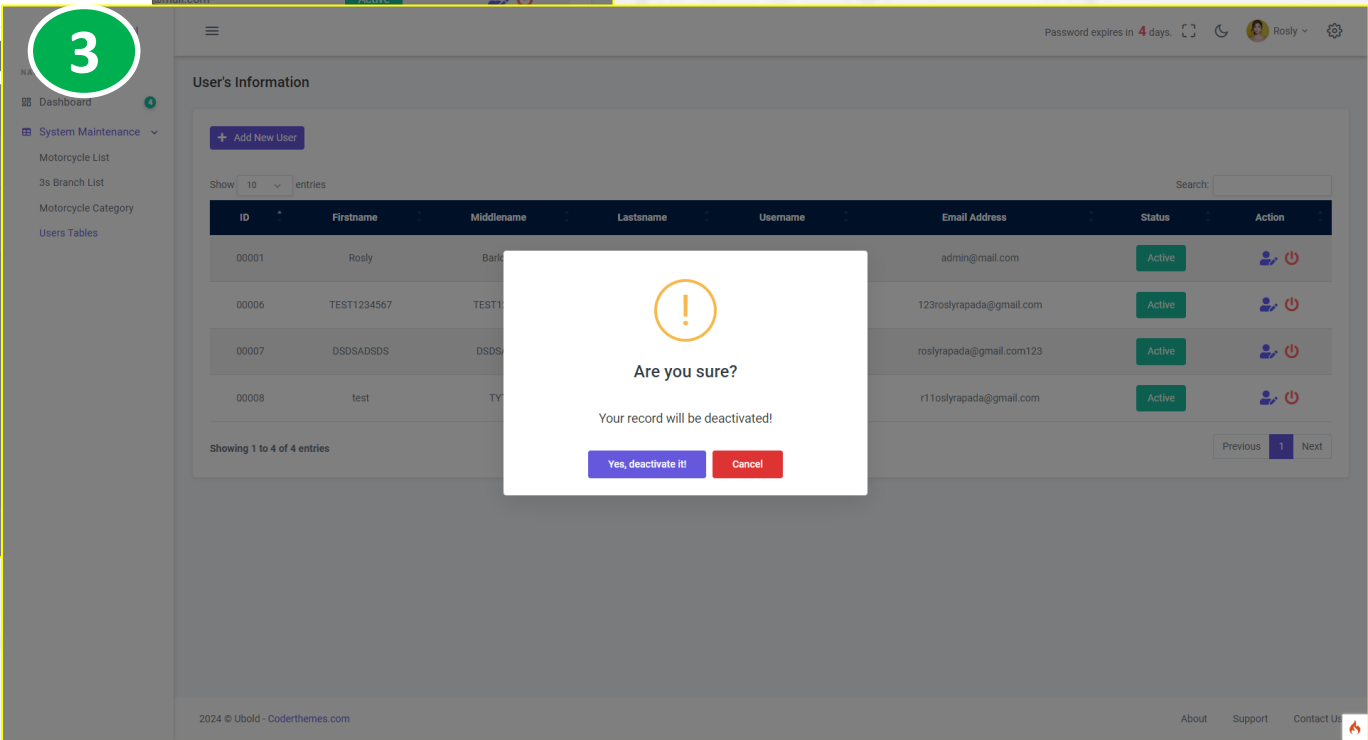 @mail.com Active
3
Password expires in 4 days. Rosly
User's Information
Dashboard 4
System Maintenance
Motorcycle List
3s Branch List
Motorcycle Category
Users Tables
+ Add New User
Show 10 entries Search:
ID Firstname Middlename Lastsname Username Email Address Status Action
00001 Rosly admin@mail.com Active
00006 TEST1234567 123roslyrapada@gmail.com Active
00007 DSDSADSDS roslyrapada@gmail.com123 Active
00008 test r11oslyrapada@gmail.com Active
!
Are you sure?
Your record will be deactivated!
Yes, deactivate it! Cancel
Showing 1 to 4 of 4 entries Previous 1 Next
2024 © Ubold - Coderthemes.com About Support Contact Us